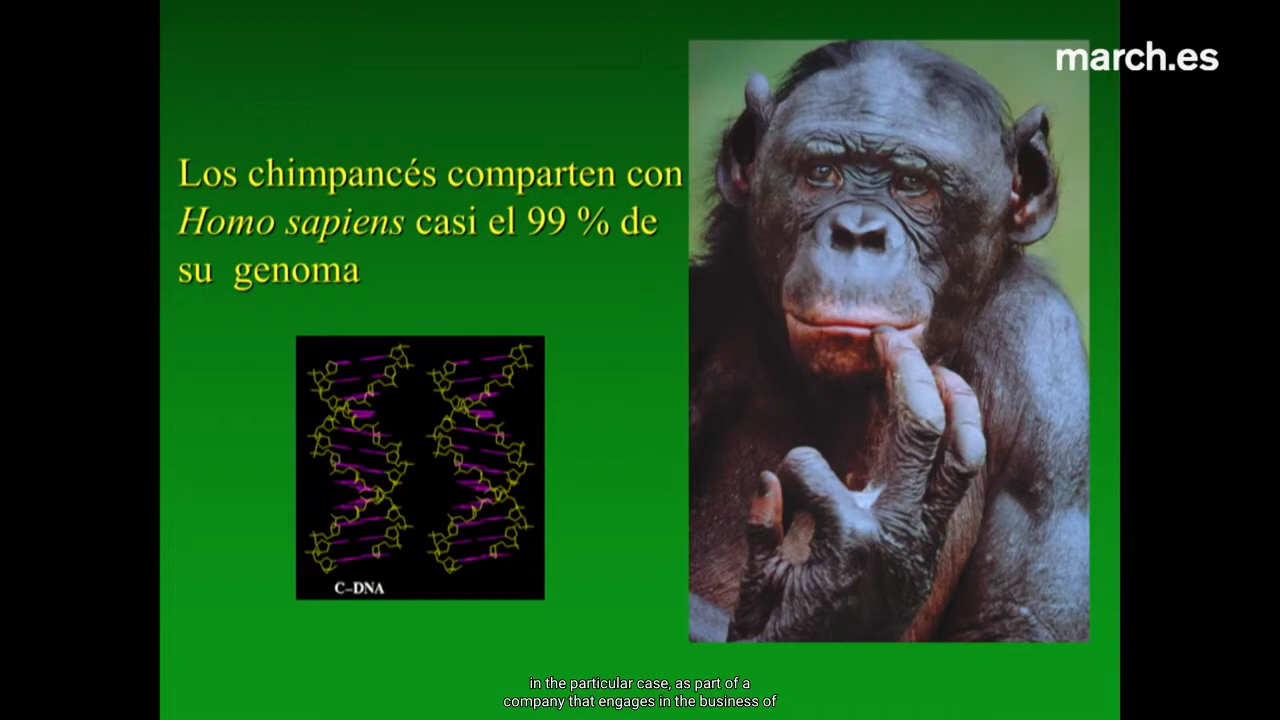 march.es
Los chimpancés comparten con
Homo sapiens casi el 99 % de
su genoma
C-DNA
in the particular case, as part of a
company that engages in the business of